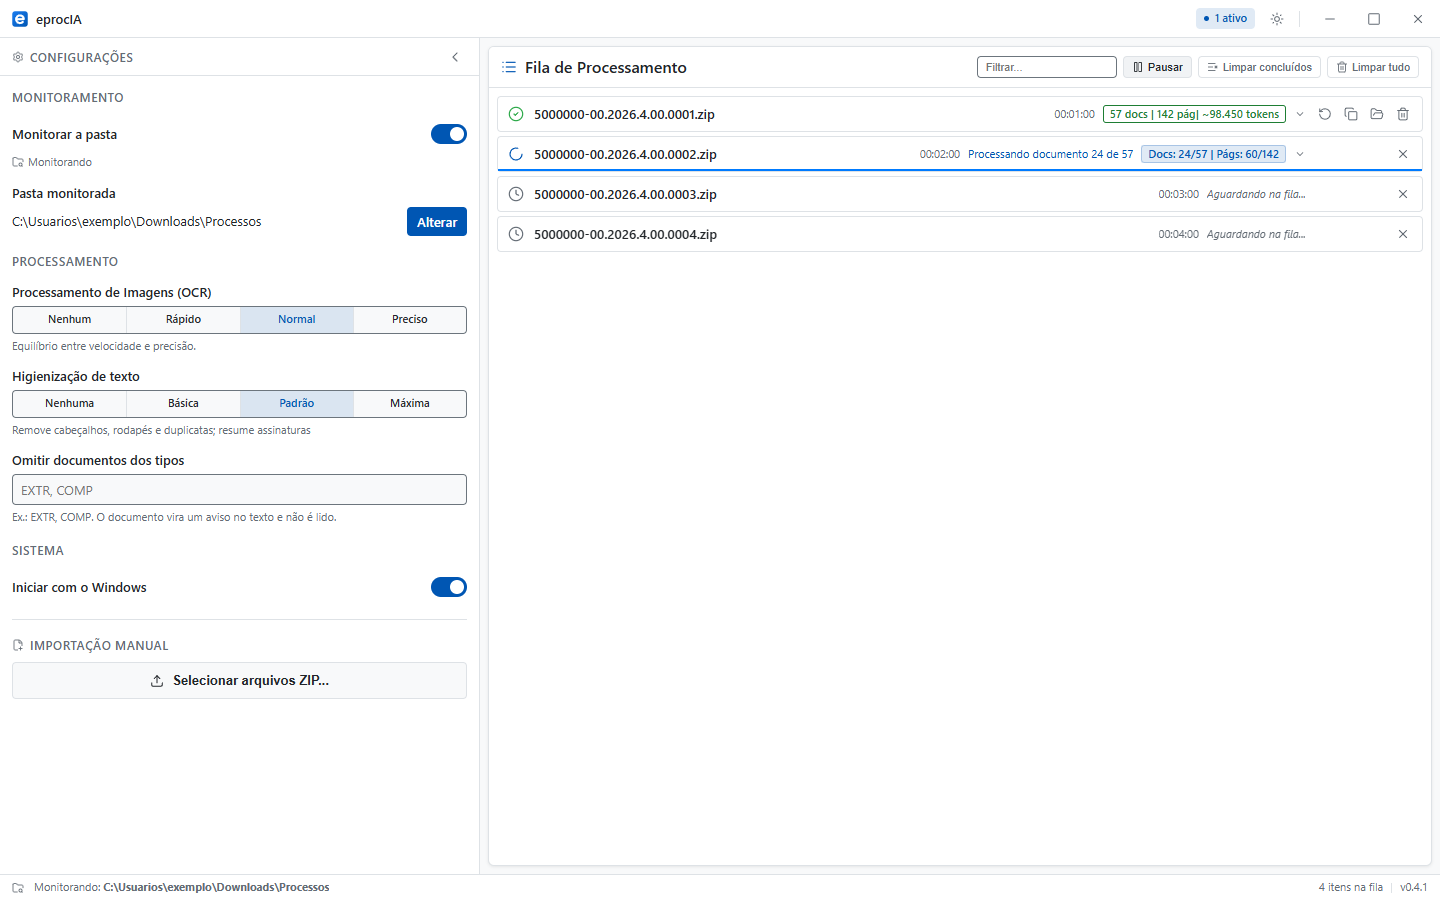 eprocIA
1 ativo
CONFIGURAÇÕES
MONITORAMENTO
Monitorar a pasta
Monitorando
Pasta monitorada
C:\Usuarios\exemplo\Downloads\Processos
Alterar
PROCESSAMENTO
Processamento de Imagens (OCR)
Nenhum Rápido Normal Preciso
Equilíbrio entre velocidade e precisão.
Higienização de texto
Nenhuma Básica Padrão Máxima
Remove cabeçalhos, rodapés e duplicatas; resume assinaturas
Omitir documentos dos tipos
EXTR, COMP
Ex.: EXTR, COMP. O documento vira um aviso no texto e não é lido.
SISTEMA
Iniciar com o Windows
IMPORTAÇÃO MANUAL
Selecionar arquivos ZIP...
Fila de Processamento
Filtrar...
Pausar
Limpar concluídos
Limpar tudo
5000000-00.2026.4.00.0001.zip 00:01:00 57 docs | 142 pág| ~98.450 tokens
5000000-00.2026.4.00.0002.zip 00:02:00 Processando documento 24 de 57 Docs: 24/57 | Págs: 60/142
5000000-00.2026.4.00.0003.zip 00:03:00 Aguardando na fila...
5000000-00.2026.4.00.0004.zip 00:04:00 Aguardando na fila...
Monitorando: C:\Usuarios\exemplo\Downloads\Processos
4 itens na fila
v0.4.1